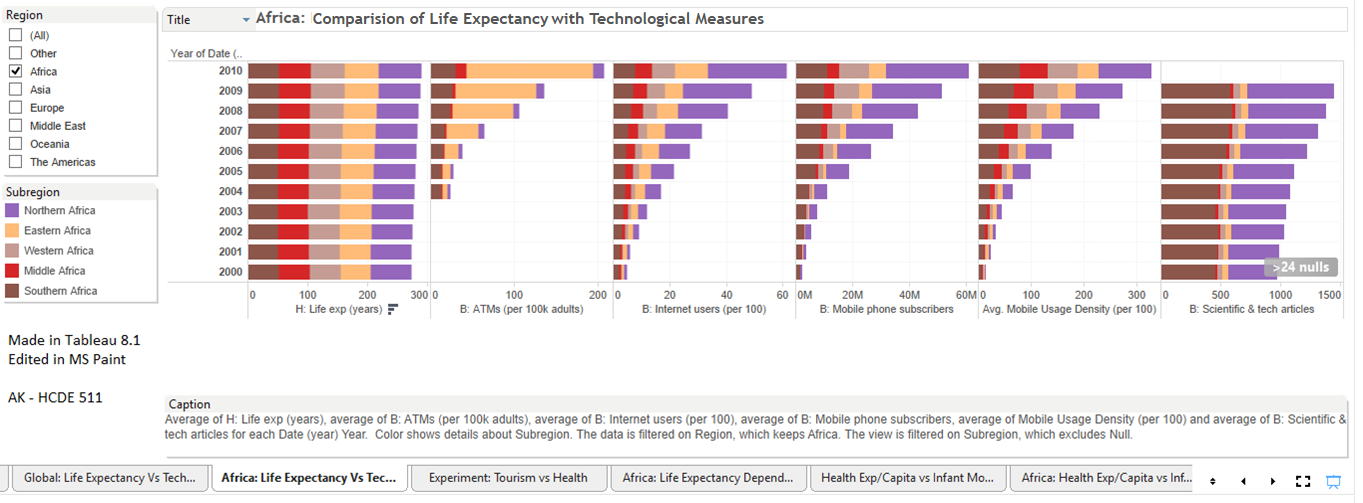 Region
(All)
Other
Africa
Asia
Europe
Middle East
Oceania
The Americas
Subregion
Northern Africa
Eastern Africa
Western Africa
Middle Africa
Southern Africa
Made in Tableau 8.1
Edited in MS Paint
AK - HCDE 511
Title
Africa: Comparision of Life Expectancy with Technological Measures
Year of Date (..
2010
2009
2008
2007
2006
2005
2004
2003
2002
2001
2000
>24 nulls
0 100 200 300
H: Life exp (years)
0 100 200
B: ATMs (per 100k adults)
0 20 40 60
B: Internet users (per 100)
0M 20M 40M 60M
B: Mobile phone subscribers
0 100 200 300
Avg. Mobile Usage Density (per 100)
0 500 1000 1500
B: Scientific & tech articles
Caption
Average of H: Life exp (years), average of B: ATMs (per 100k adults), average of B: Internet users (per 100), average of B: Mobile phone subscribers, average of Mobile Usage Density (per 100) and average of B: Scientific &
tech articles for each Date (year) Year.  Color shows details about Subregion. The data is filtered on Region, which keeps Africa. The view is filtered on Subregion, which excludes Null.
Global: Life Expectancy Vs Tech...
Africa: Life Expectancy Vs Tec...
Experiment: Tourism vs Health
Africa: Life Expectancy Depend...
Health Exp/Capita vs Infant Mo...
Africa: Health Exp/Capita vs Inf...